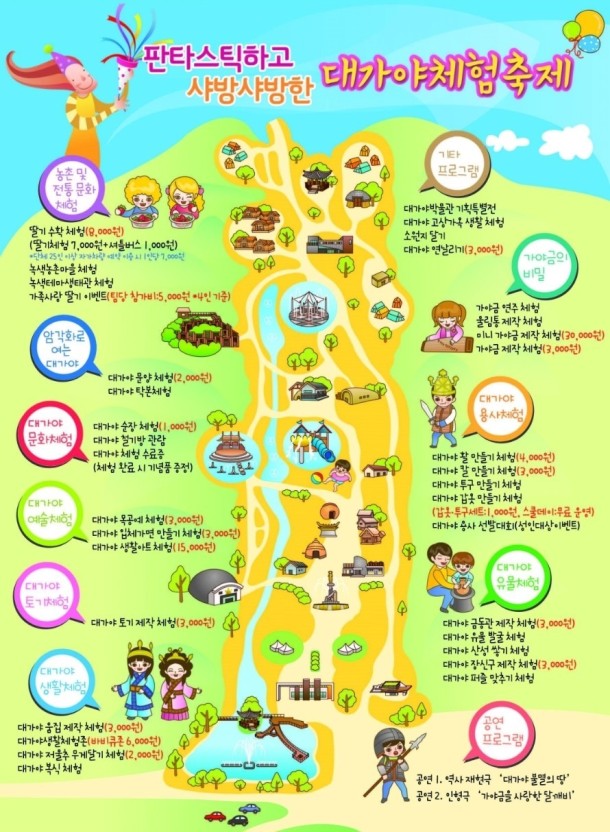 판타스틱하고
샤방샤방한
대가야체험축제
농촌 및
전통 문화
체험
딸기 수확 체험(8,000원)
(딸기체험 7,000원+셔틀버스 1,000원)
*단체 25인 이상 자가차량 예약 이용시 1인당 7,000
녹색농촌마을 체험
녹색테마생태관 체험
가족사랑 딸기 이벤트(팀당 참가비:5,000원 *4인 기준)
암각화로
여는
대가야
대가야 문양 체험(2,000원)
대가야 탁본체험
대가야
문화체험
대가야 순장 체험(1,000원)
대가야 철기방 관람
대가야 체험 수료증
(체험 완료 시 기념품 증정)
대가야
예술체험
대가야 목공예 체험(3,000원)
대가야 입체가면 만들기 체험(3,000원)
대가야 생활아트 체험(15,000원)
대가야
토기체험
대가야 토기 제작 체험(3,000원)
대가야
생활체험
대가야 움집 제작 체험(3,000원)
대가야생활체험존(바비큐존 6,000원)
대가야 저울추 무게달기 체험(2,000원)
대가야 복식 체험
기타
프로그램
대가야박물관 기획특별전
대가야 고상가옥 생활 체험
소원지 달기
대가야 연날리기(3,000원)
가야금의
비밀
가야금 연주 체험
울림통 제작 체험
미니 가야금 제작 체험(30,000원)
가야금 제작 체험(3,000원)
대가야
용사체험
대가야 활 만들기 체험(4,000원)
대가야 칼 만들기 체험(3,000원)
대가야 투구 만들기 체험
대가야 갑옷 만들기 체험
(갑옷·투구세트:1,000원, 스쿨데이:무료 운영)
대가야 용사 선발대회(성인대상이벤트)
대가야
유물체험
대가야 금동관 제작 체험(3,000원)
대가야 유물 발굴 체험
대가야 산성 쌓기 체험
대가야 장신구 제작 체험(3,000원)
대가야 퍼즐 맞추기 체험
공연
프로그램
공연 1. 역사 재현극 ‘대가야 불멸의 땅’
공연 2. 인형극 ‘가야금을 사랑한 달깨비’